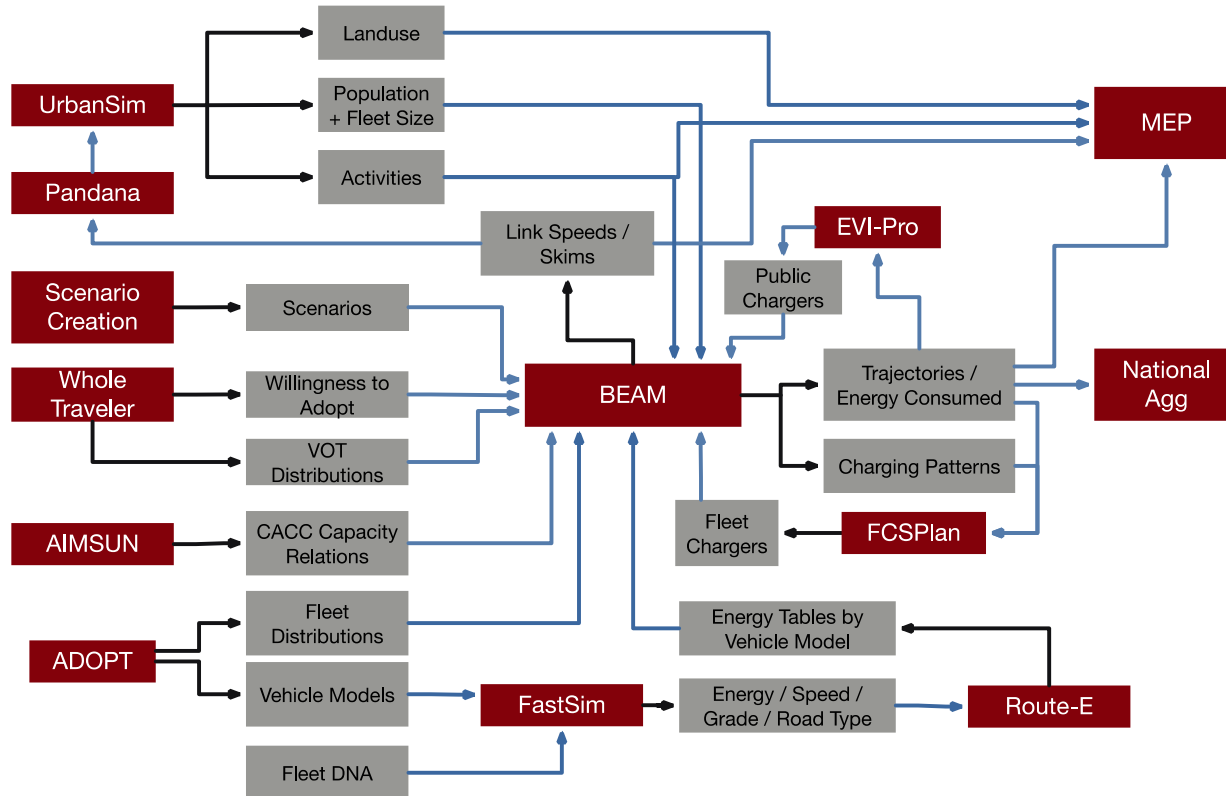 Landuse
UrbanSim
Population
+ Fleet Size
MEP
Pandana
Activities
Link Speeds /
Skims
EVI-Pro
Public
Chargers
Scenario
Creation
Scenarios
Whole
Traveler
Willingness to
Adopt
BEAM
Trajectories /
Energy Consumed
National
Agg
VOT
Distributions
Charging Patterns
AIMSUN
CACC Capacity
Relations
Fleet
Chargers
FCSPlan
Fleet
Distributions
Energy Tables by
Vehicle Model
ADOPT
Vehicle Models
FastSim
Energy / Speed /
Grade / Road Type
Route-E
Fleet DNA